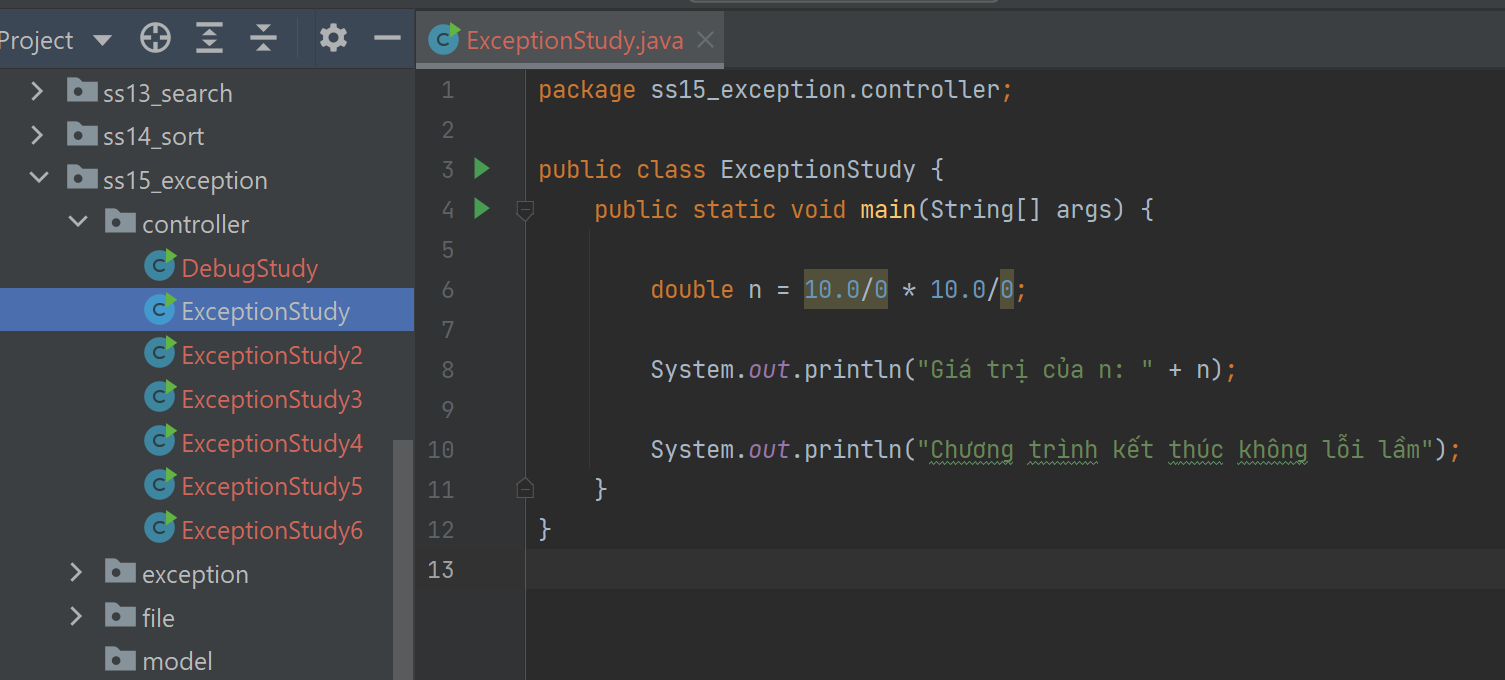 Project
ss13_search
ss14_sort
ss15_exception
controller
DebugStudy
ExceptionStudy
ExceptionStudy2
ExceptionStudy3
ExceptionStudy4
ExceptionStudy5
ExceptionStudy6
exception
file
model
ExceptionStudy.java
1 package ss15_exception.controller;
2
3 public class ExceptionStudy {
4 public static void main(String[] args) {
5
6 double n = 10.0/0 * 10.0/0;
7
8 System.out.println("Giá trị của n: " + n);
9
10 System.out.println("Chương trình kết thúc không lỗi lầm");
11 }
12 }
13